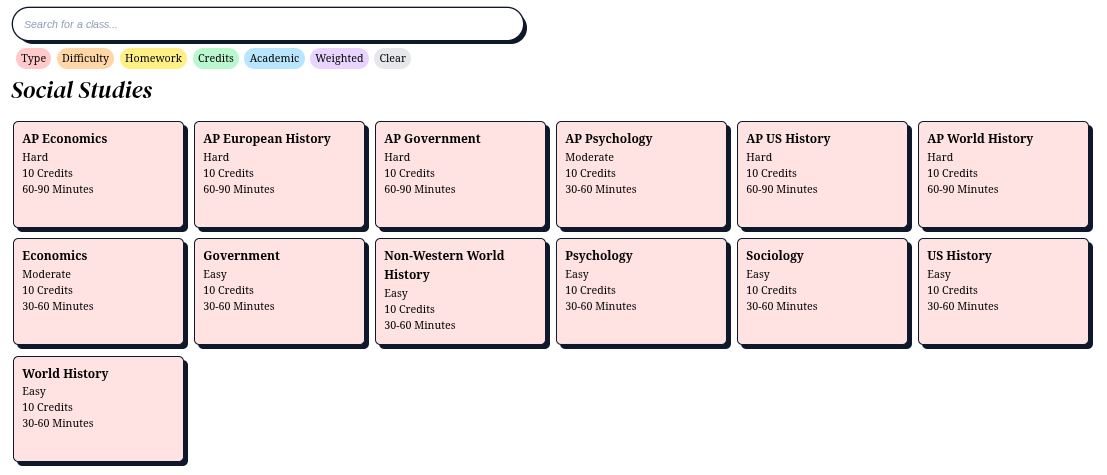 Search for a class...
Type Difficulty Homework Credits Academic Weighted Clear
Social Studies
AP Economics
Hard
10 Credits
60-90 Minutes
AP European History
Hard
10 Credits
60-90 Minutes
AP Government
Hard
10 Credits
60-90 Minutes
AP Psychology
Moderate
10 Credits
30-60 Minutes
AP US History
Hard
10 Credits
60-90 Minutes
AP World History
Hard
10 Credits
60-90 Minutes
Economics
Moderate
10 Credits
30-60 Minutes
Government
Easy
10 Credits
30-60 Minutes
Non-Western World
History
Easy
10 Credits
30-60 Minutes
Psychology
Easy
10 Credits
30-60 Minutes
Sociology
Easy
10 Credits
30-60 Minutes
US History
Easy
10 Credits
30-60 Minutes
World History
Easy
10 Credits
30-60 Minutes